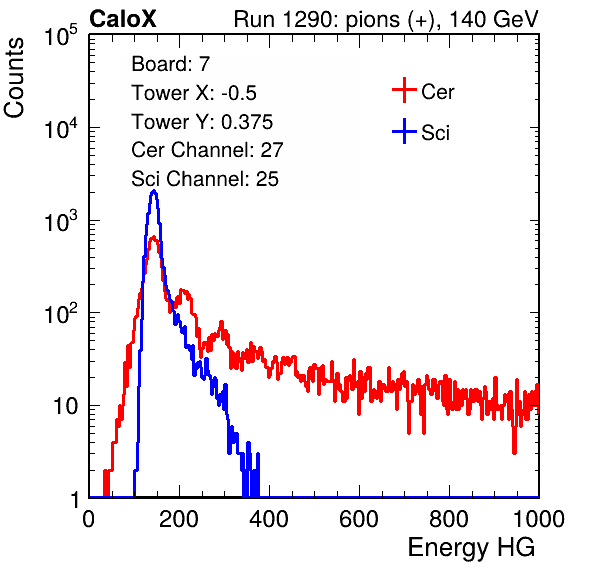 CaloX Run 1290: pions (+), 140 GeV
Counts
Board: 7
Tower X: -0.5
Tower Y: 0.375
Cer Channel: 27
Sci Channel: 25
Cer
Sci
10^5
10^4
10^3
10^2
10
1
0 200 400 600 800 1000
Energy HG